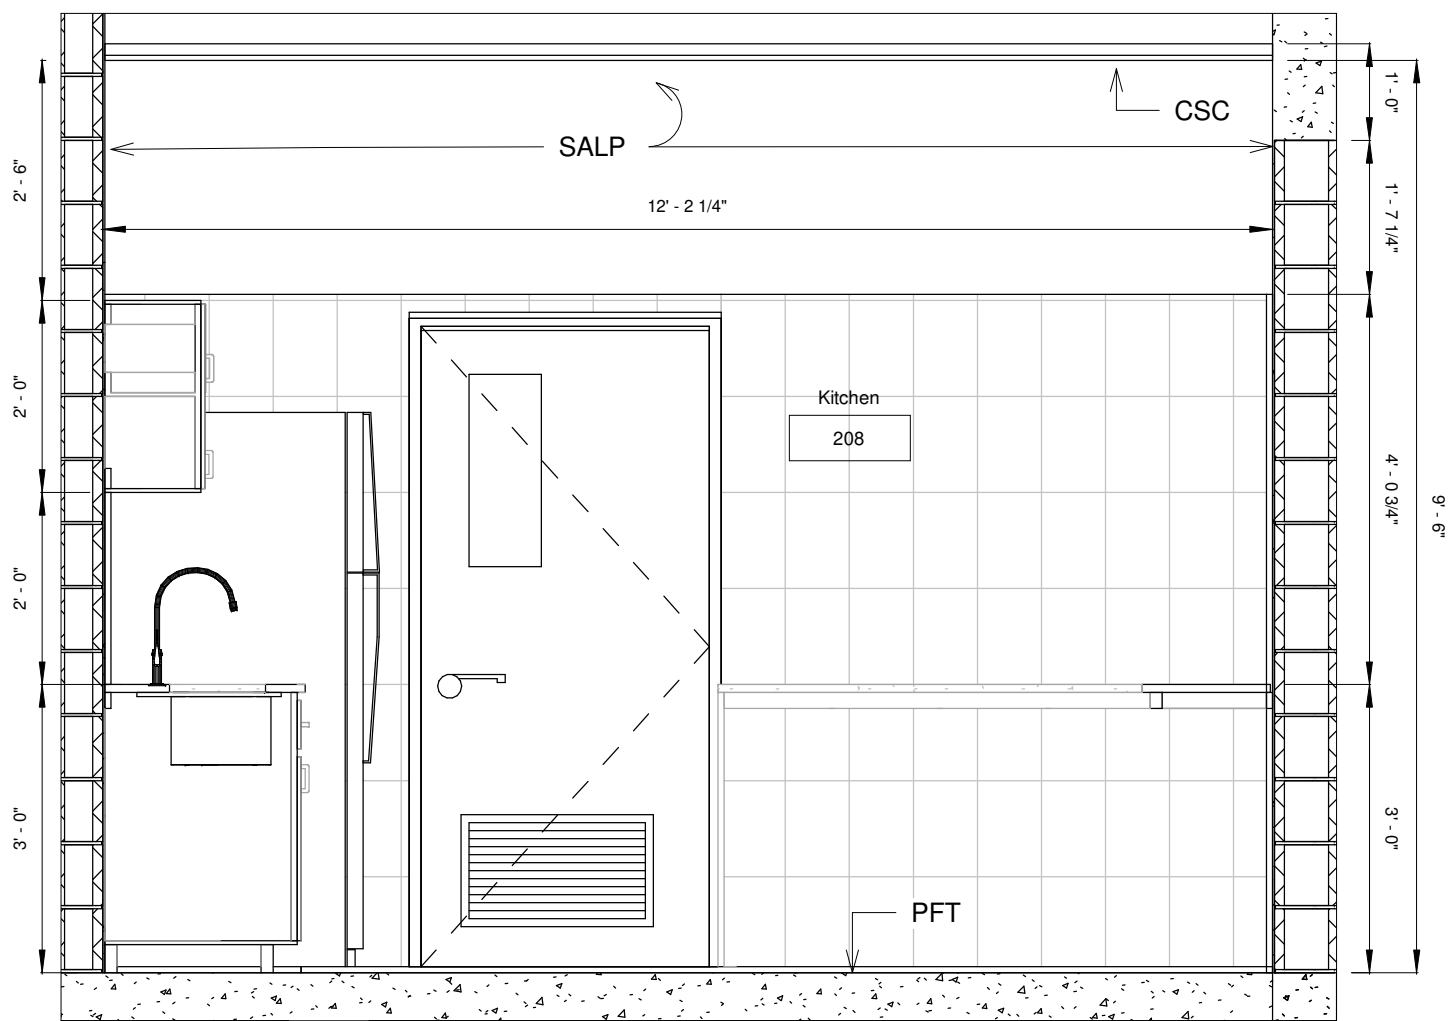 1' - 0"
CSC
SALP
2' - 6"
12' - 2 1/4"
1' - 7 1/4"
2' - 0"
Kitchen
208
4' - 0 3/4"
9' - 6"
2' - 0"
3' - 0"
3' - 0"
PFT